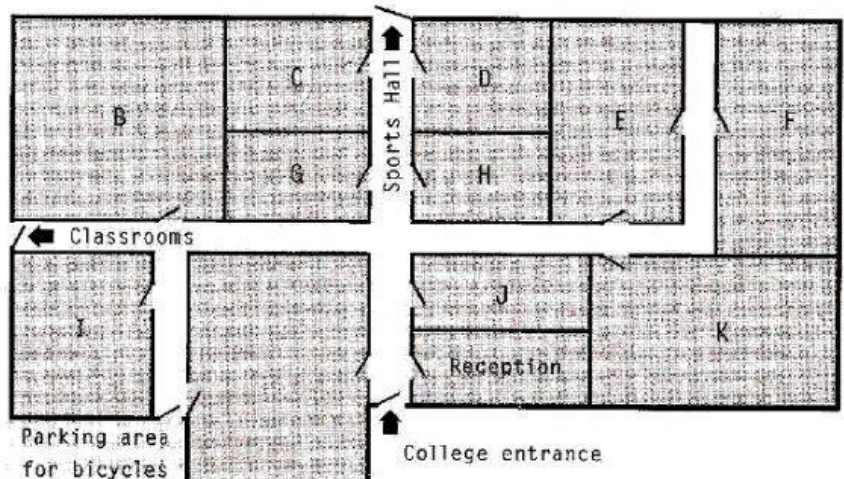 B
C
D
E
F
G
H
Sports Hall
Classrooms
I
J
K
Reception
Parking area
for bicycles
College entrance